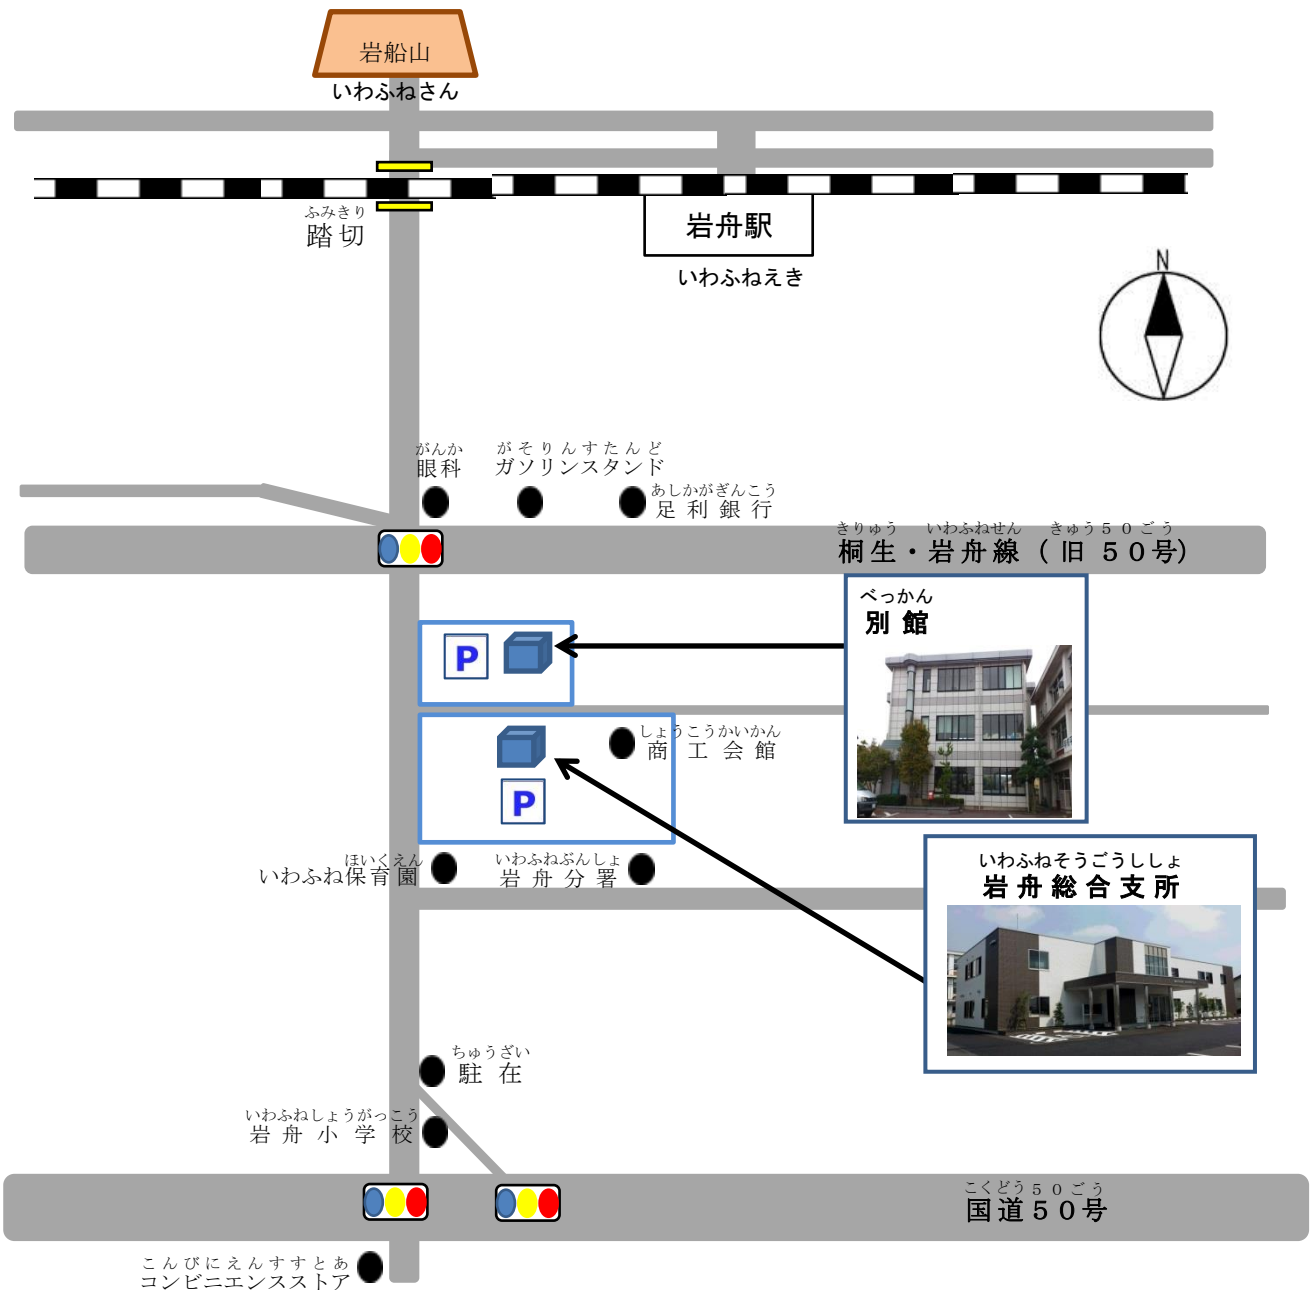 岩船山
いわふねさん
ふみきり
踏切
岩舟駅
いわふねえき
N
がんか
眼科
がそりんすたんど
ガソリンスタンド
あしかがぎんこう
足利銀行
きりゅう いわふねせん きゅう50ごう
桐生・岩舟線(旧 50号)
べっかん
別館
P
しょうこうかいかん
商工会館
P
ほいくえん
いわふね保育園
いわふねぶんしょ
岩舟分署
いわふねそうごうししょ
岩舟総合支所
ちゅうざい
駐在
いわふねしょうがっこう
岩舟小学校
こくどう50ごう
国道50号
こんびにえんすすとあ
コンビニエンスストア